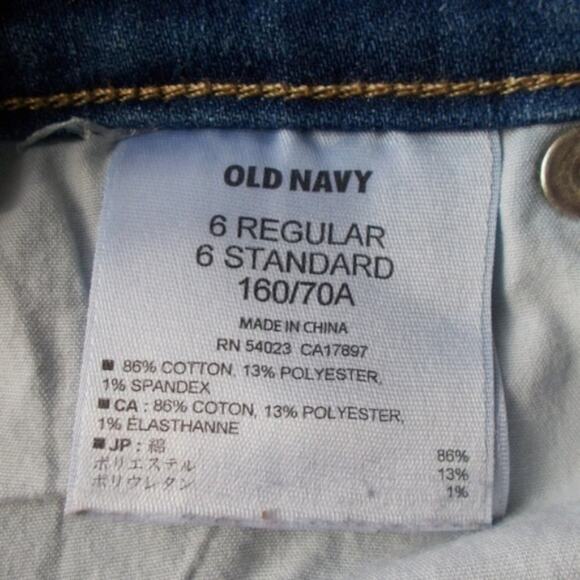 OLD NAVY
6 REGULAR
6 STANDARD
160/70A
MADE IN CHINA
RN 54023 CA17897
■ 86% COTTON, 13% POLYESTER,
1% SPANDEX
■ CA : 86% COTON, 13% POLYESTER,
1% ÉLASTHANNE
■ JP : 綿 86%
ポリエステル 13%
ポリウレタン 1%